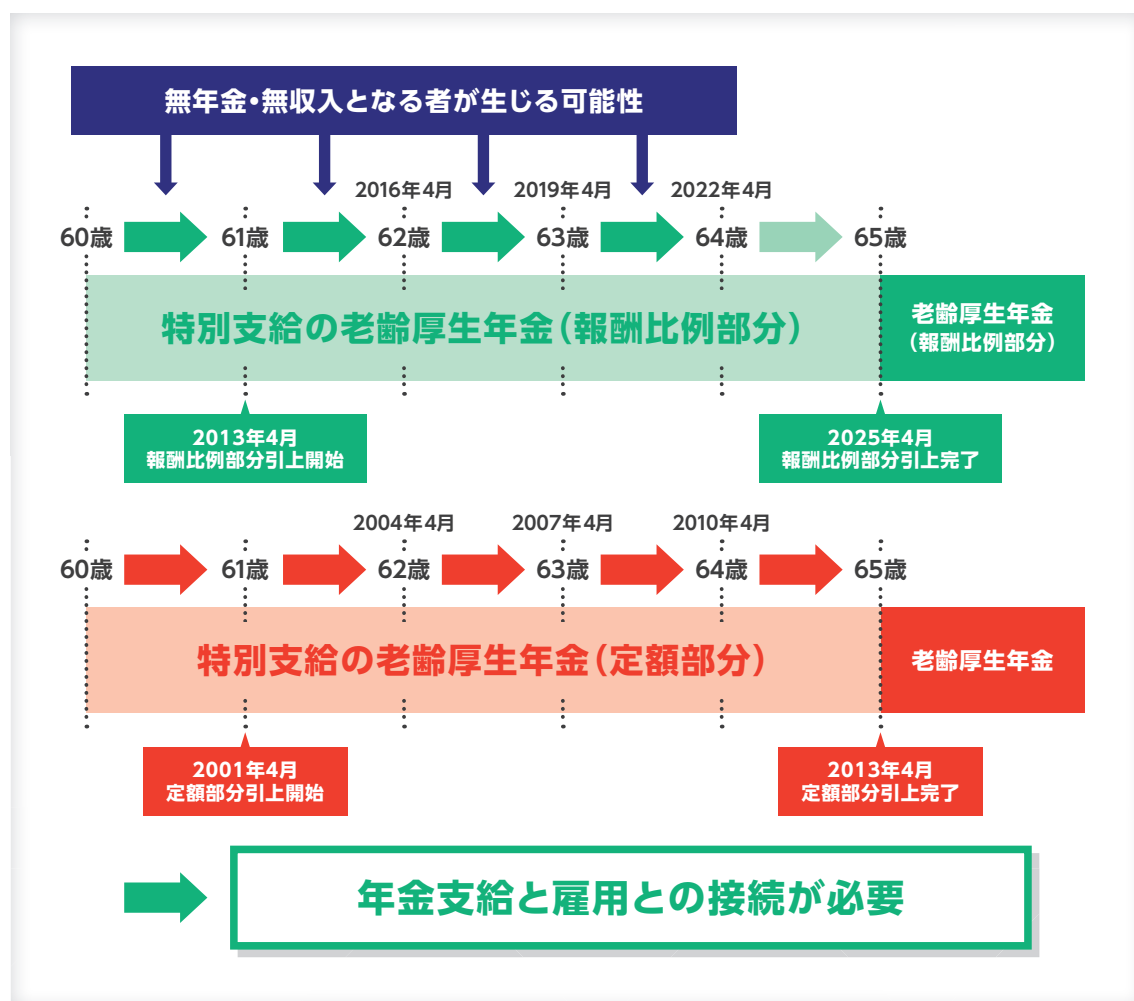 無年金・無収入となる者が生じる可能性
2016年4月 2019年4月 2022年4月
60歳 61歳 62歳 63歳 64歳 65歳
特別支給の老齢厚生年金（報酬比例部分）
老齢厚生年金
（報酬比例部分）
2013年4月
報酬比例部分引上開始
2025年4月
報酬比例部分引上完了
2004年4月 2007年4月 2010年4月
60歳 61歳 62歳 63歳 64歳 65歳
特別支給の老齢厚生年金（定額部分）
老齢厚生年金
2001年4月
定額部分引上開始
2013年4月
定額部分引上完了
年金支給と雇用との接続が必要